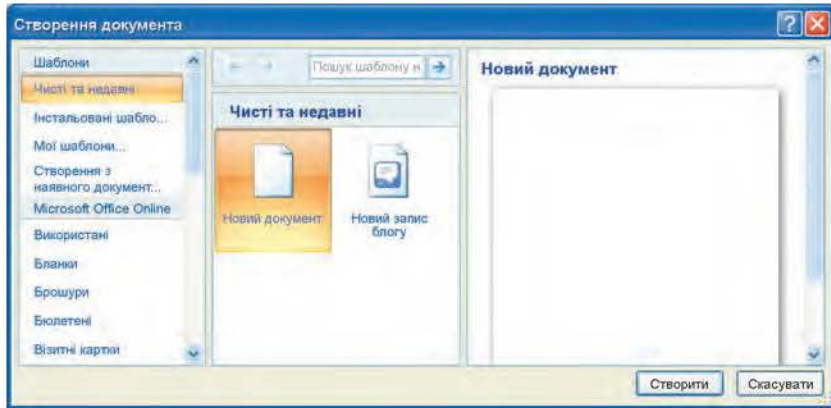 Створення документа
Шаблони
Чисті та недавні
Інстальовані шабло...
Мої шаблони...
Створення з
наявного документ...
Microsoft Office Online
Використані
Бланки
Брошури
Бюлетені
Візитні картки
Пошук шаблону н
Чисті та недавні
Новий документ
Новий запис
блогу
Новий документ
Створити
Скасувати